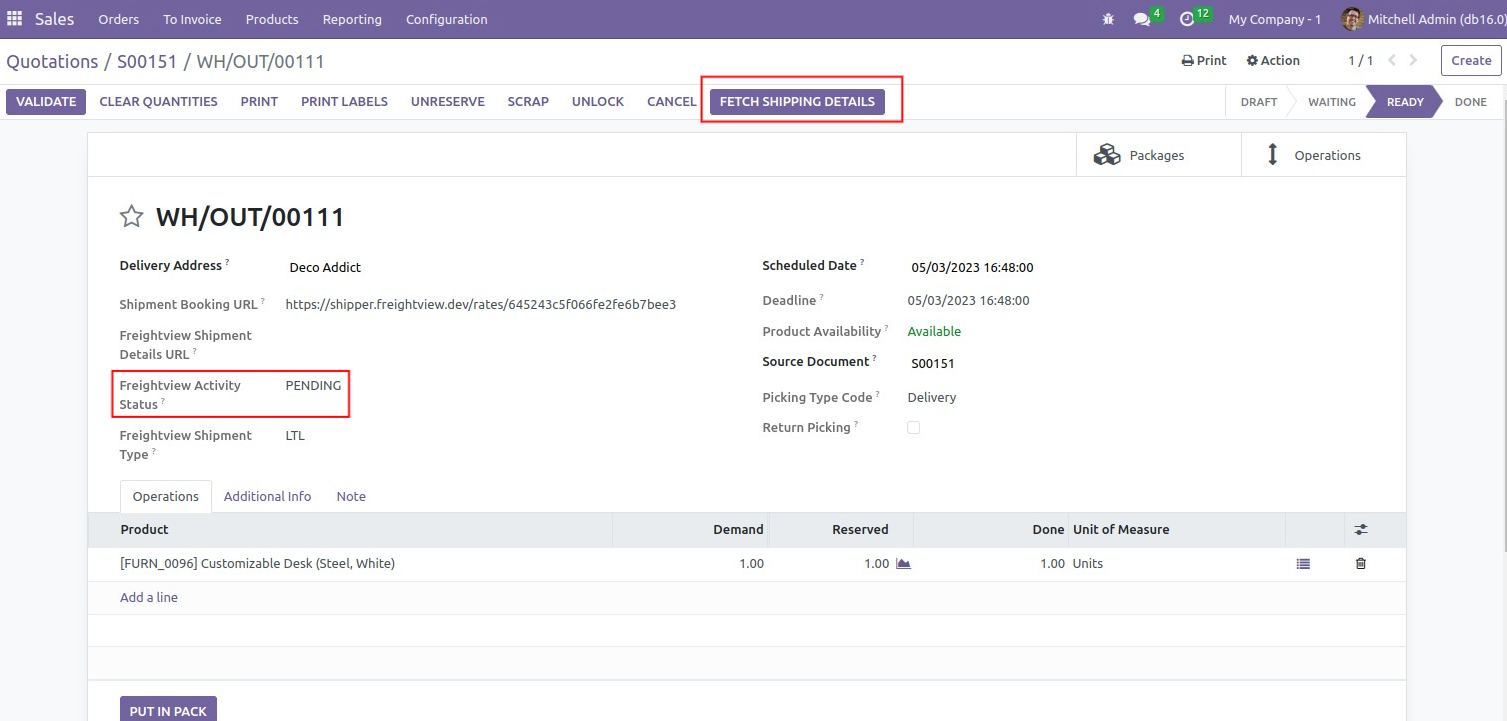 Sales Orders To Invoice Products Reporting Configuration 4 12 My Company - 1 Mitchell Admin (db16.0)
Quotations / S00151 / WH/OUT/00111 Print Action 1 / 1 Create
VALIDATE CLEAR QUANTITIES PRINT PRINT LABELS UNRESERVE SCRAP UNLOCK CANCEL FETCH SHIPPING DETAILS DRAFT WAITING READY DONE
Packages Operations
WH/OUT/00111
Delivery Address ? Deco Addict
Shipment Booking URL ? https://shipper.freightview.dev/rates/645243c5f066fe2fe6b7bee3
Freightview Shipment
Details URL ?
Freightview Activity PENDING
Status ?
Freightview Shipment LTL
Type ?
Scheduled Date ? 05/03/2023 16:48:00
Deadline ? 05/03/2023 16:48:00
Product Availability ? Available
Source Document ? S00151
Picking Type Code ? Delivery
Return Picking ?
Operations Additional Info Note
Product Demand Reserved Done Unit of Measure
[FURN_0096] Customizable Desk (Steel, White) 1.00 1.00 1.00 Units
Add a line
PUT IN PACK